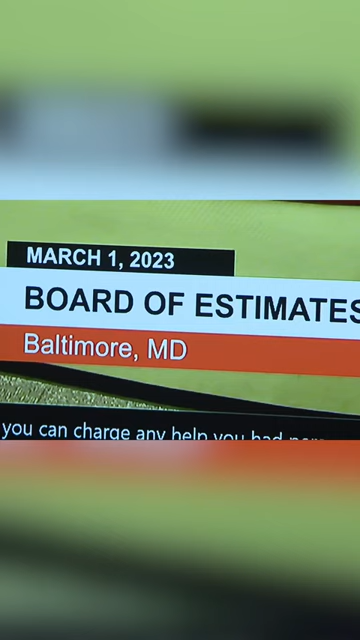 MARCH 1, 2023
BOARD OF ESTIMATES
Baltimore, MD
you can charge any help you had